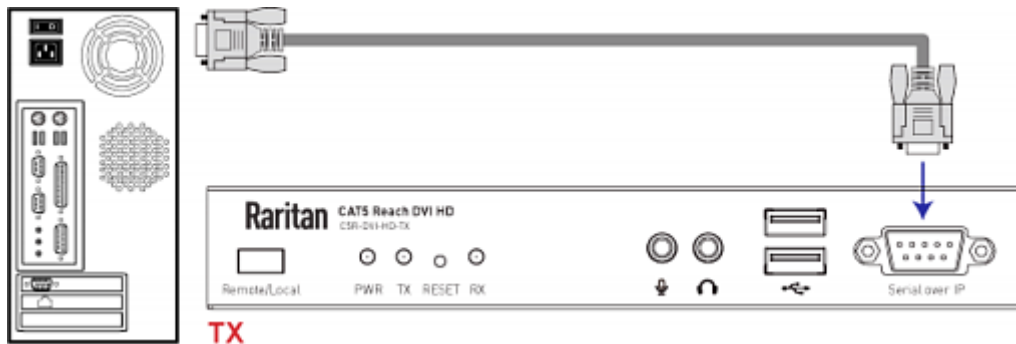 Raritan CAT5 Reach DVI HD
CSR-DVI-HD-TX
Remote/Local PWR TX RESET RX Serial over IP
TX